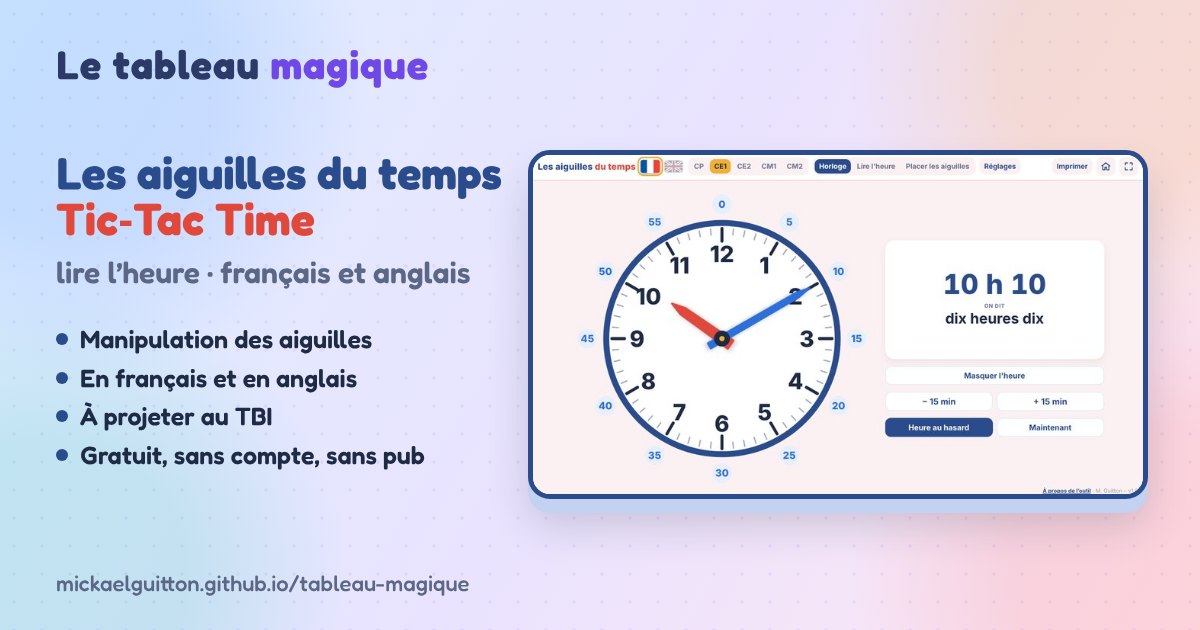 Le tableau magique
Les aiguilles du temps
Tic-Tac Time
lire l’heure · français et anglais
Manipulation des aiguilles
En français et en anglais
À projeter au TBI
Gratuit, sans compte, sans pub
mickaelguitton.github.io/tableau-magique
Les aiguilles du temps CP CE1 CE2 CM1 CM2 Horloge Lire l'heure Placer les aiguilles Réglages Imprimer
0
55 5
50 10
45 15
40 20
35 25
30
12
11 1
10 2
9 3
8 4
7 5
6
10 h 10
ON DIT
dix heures dix
Masquer l'heure
− 15 min + 15 min
Heure au hasard Maintenant
À propos de l'outil · M. Guitton